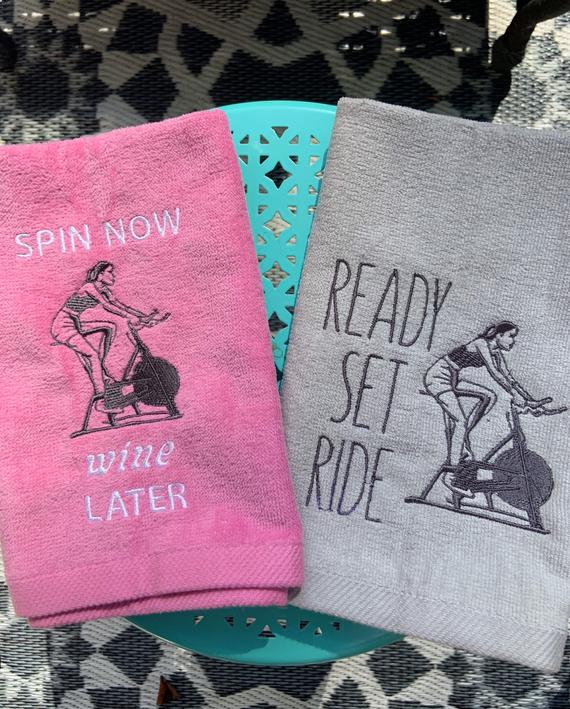 SPIN NOW
wine
LATER
READY
SET
RIDE